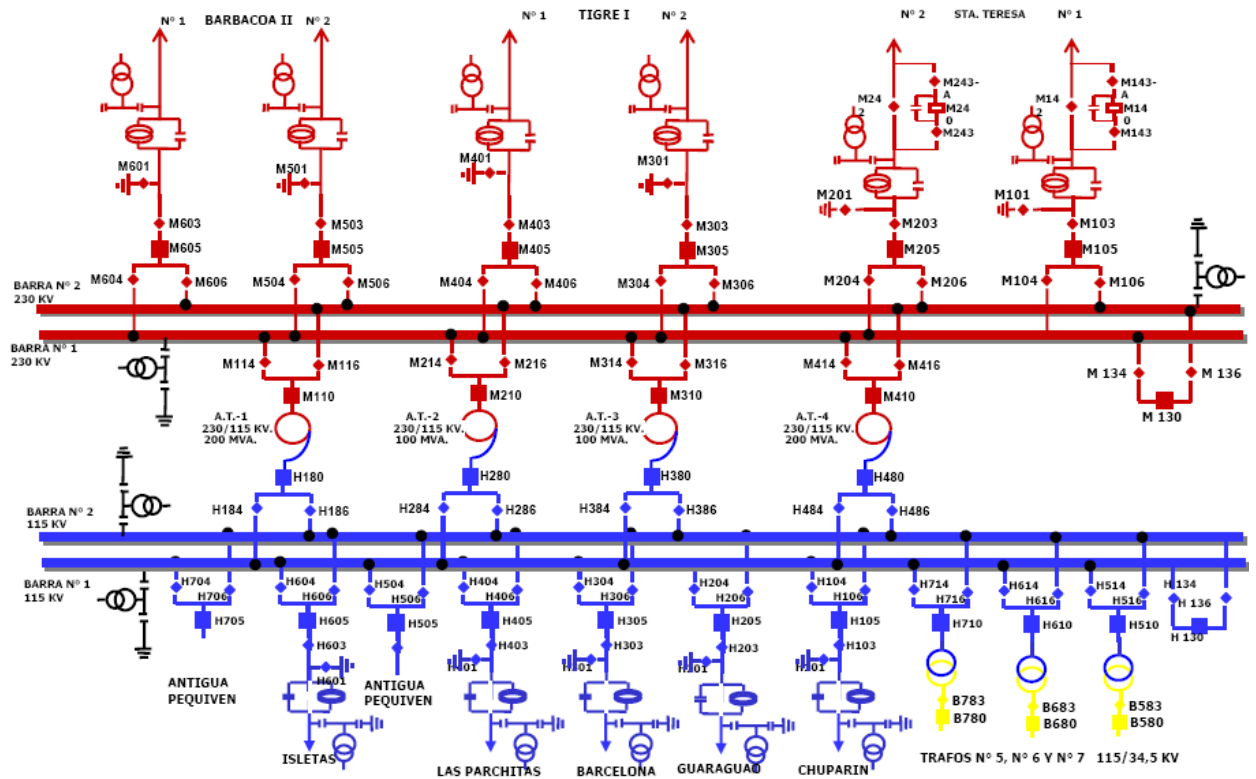 Nº 1
BARBACOA II
Nº 2
Nº 1
TIGRE I
Nº 2
Nº 2
STA. TERESA
Nº 1
M243-
A
M24
0
M243
M24
2
M143-
A
M14
0
M143
M14
2
M601
M501
M401
M301
M201
M101
M603
M503
M403
M303
M203
M103
M605
M505
M405
M305
M205
M105
M604
M606
M504
M506
M404
M406
M304
M306
M204
M206
M104
M106
BARRA Nº 2
230 KV
BARRA Nº 1
230 KV
M114
M116
M214
M216
M314
M316
M414
M416
M 134
M 136
M110
M210
M310
M410
M 130
A.T.-1
230/115 KV.
200 MVA.
A.T.-2
230/115 KV.
100 MVA.
A.T.-3
230/115 KV.
100 MVA.
A.T.-4
230/115 KV.
200 MVA.
H180
H280
H380
H480
H184
H186
H284
H286
H384
H386
H484
H486
BARRA Nº 2
115 KV
BARRA Nº 1
115 KV
H704
H706
H604
H606
H504
H506
H404
H406
H304
H306
H204
H206
H104
H106
H714
H716
H614
H616
H514
H516
H134
H 136
H705
H605
H505
H405
H305
H205
H105
H710
H610
H510
H 130
H603
H403
H303
H203
H103
H601
ANTIGUA
PEQUIVEN
ANTIGUA
PEQUIVEN
B783
B780
B683
B680
B583
B580
ISLETAS
LAS PARCHITAS
BARCELONA
GUARAGUAO
CHUPARIN
TRAFOS Nº 5, Nº 6 Y Nº 7 115/34,5 KV